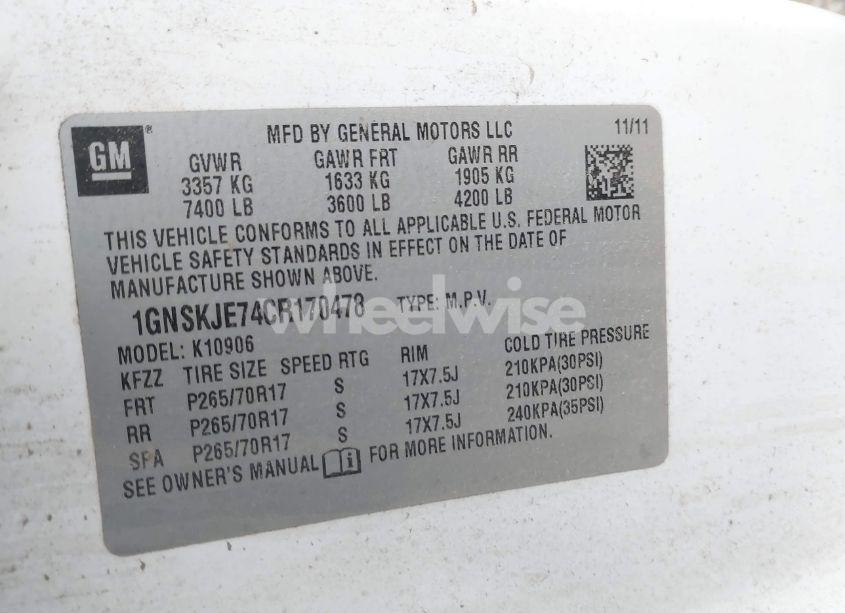 GM
®
MFD BY GENERAL MOTORS LLC
11/11
GVWR GAWR FRT GAWR RR
3357 KG 1633 KG 1905 KG
7400 LB 3600 LB 4200 LB
THIS VEHICLE CONFORMS TO ALL APPLICABLE U.S. FEDERAL MOTOR
VEHICLE SAFETY STANDARDS IN EFFECT ON THE DATE OF
MANUFACTURE SHOWN ABOVE.
1GNSKJE74CR170478 TYPE: M.P.V.
wheelwise
MODEL: K10906
KFZZ TIRE SIZE SPEED RTG RIM COLD TIRE PRESSURE
FRT P265/70R17 S 17X7.5J 210KPA(30PSI)
RR P265/70R17 S 17X7.5J 210KPA(30PSI)
SPA P265/70R17 S 17X7.5J 240KPA(35PSI)
SEE OWNER'S MANUAL i FOR MORE INFORMATION.